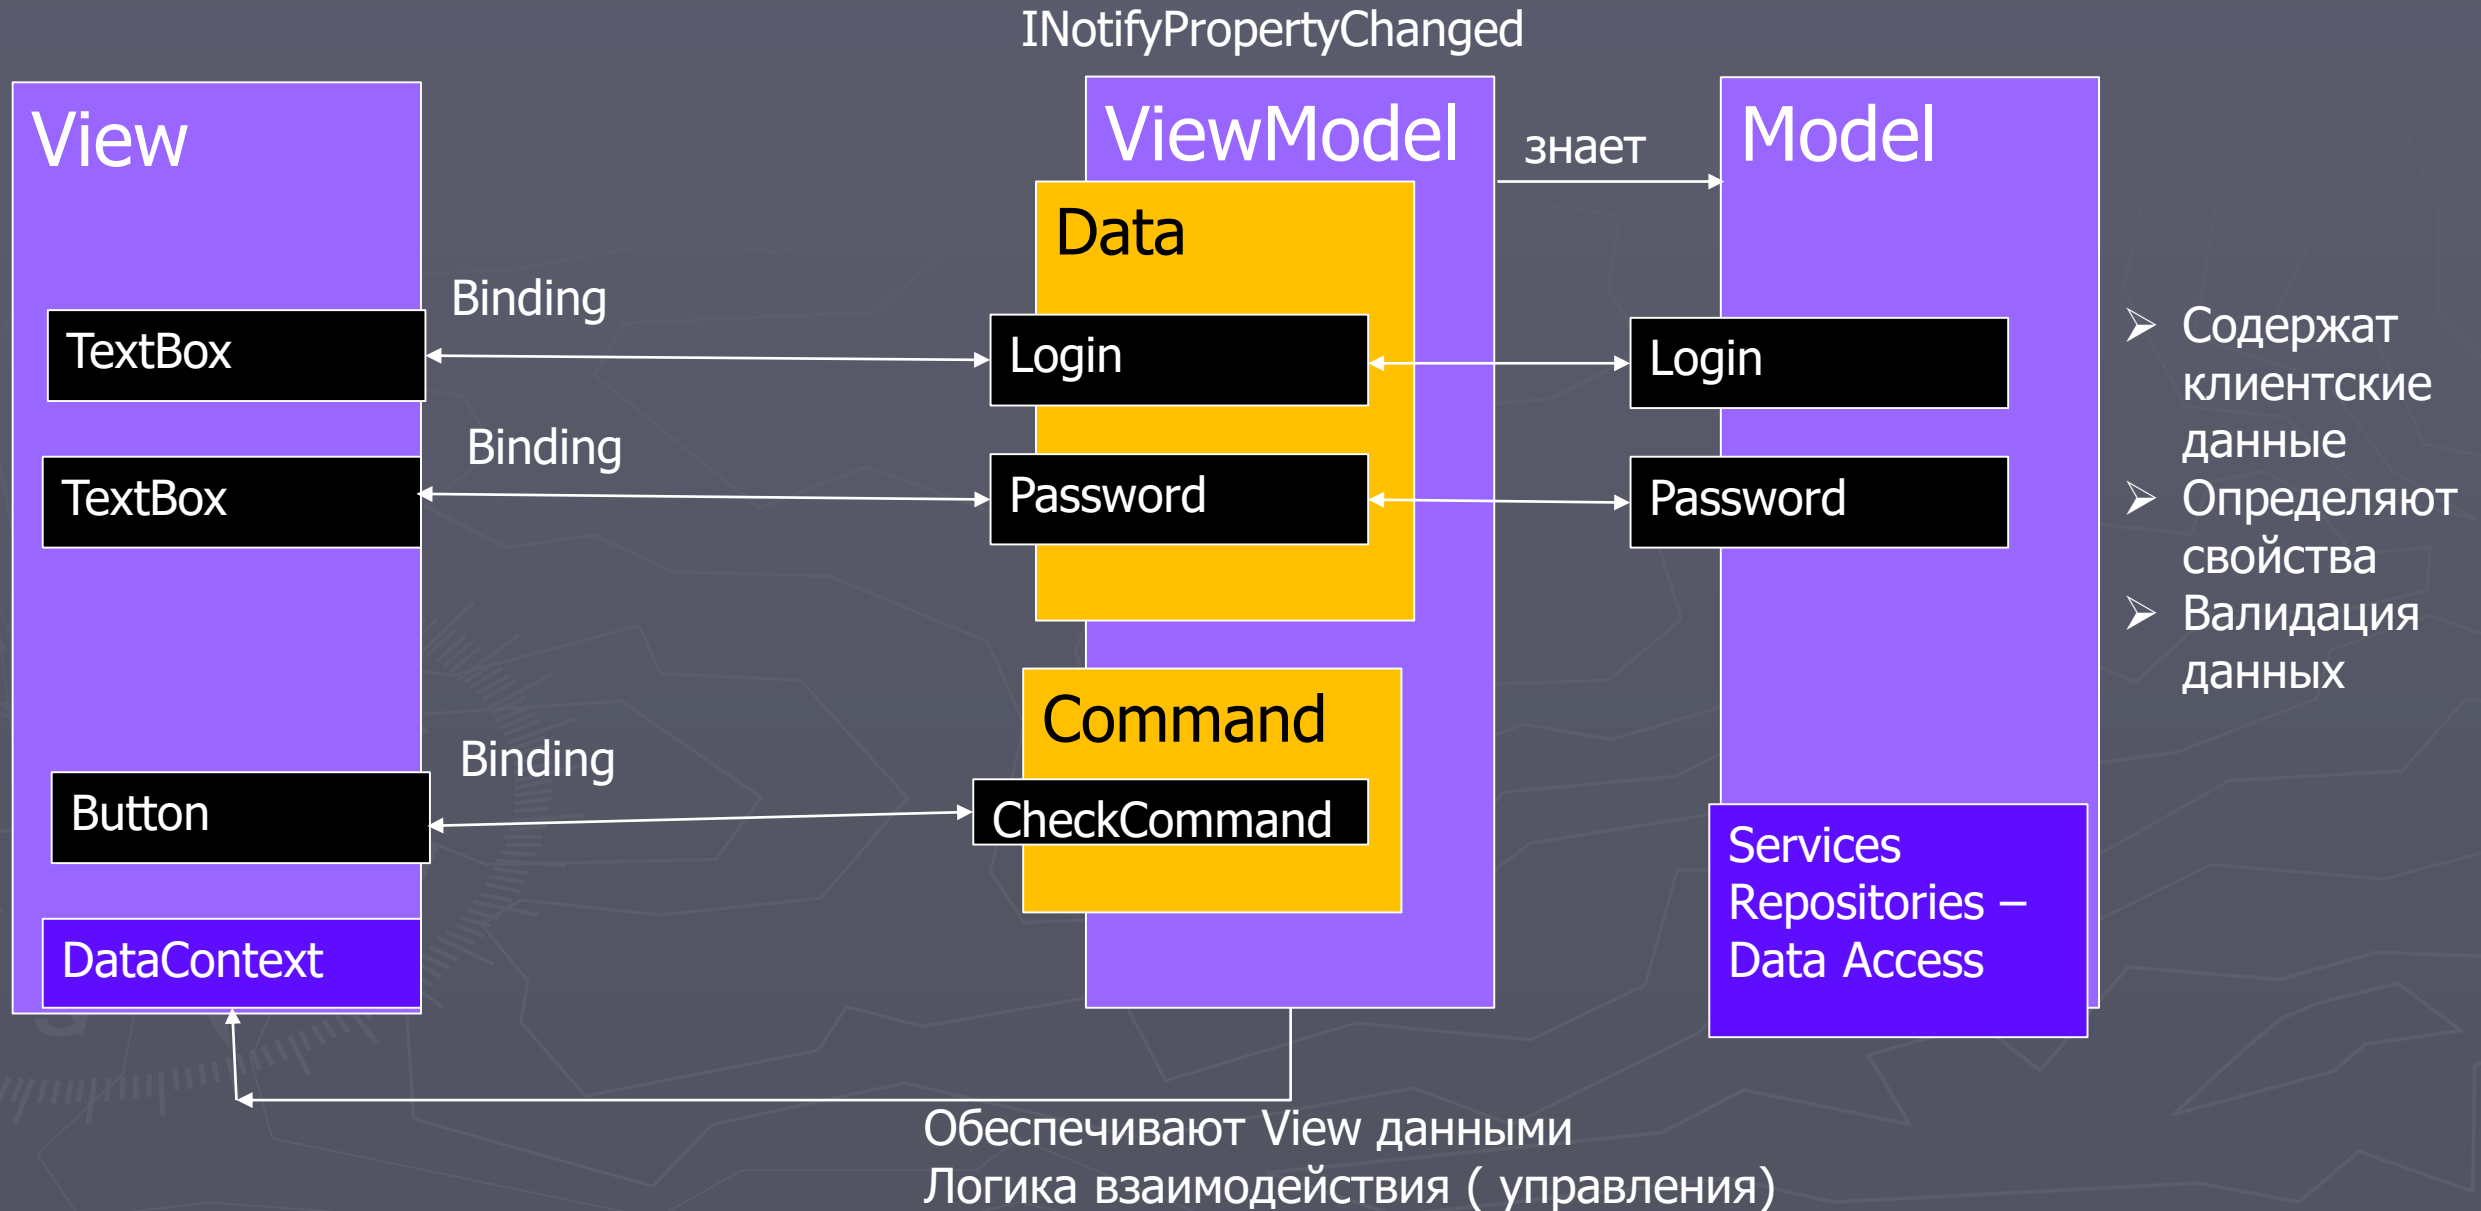 INotifyPropertyChanged
View
ViewModel
знает
Model
Data
Binding
TextBox
Login
Login
Binding
TextBox
Password
Password
Содержат
клиентские
данные
Определяют
свойства
Валидация
данных
Command
Binding
Button
CheckCommand
Services
Repositories –
Data Access
DataContext
Обеспечивают View данными
Логика взаимодействия ( управления)